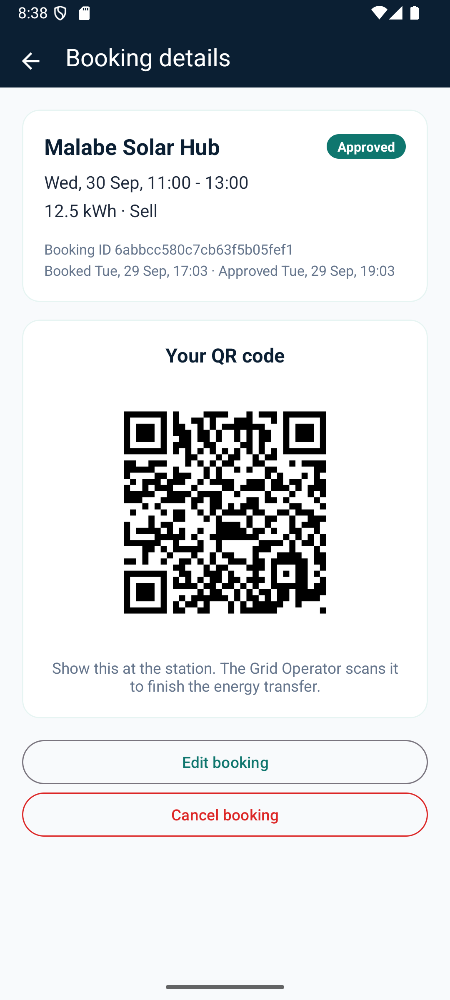 8:38
Booking details
Malabe Solar Hub
Approved
Wed, 30 Sep, 11:00 - 13:00
12.5 kWh · Sell
Booking ID 6abbcc580c7cb63f5b05fef1
Booked Tue, 29 Sep, 17:03 · Approved Tue, 29 Sep, 19:03
Your QR code
Show this at the station. The Grid Operator scans it
to finish the energy transfer.
Edit booking
Cancel booking